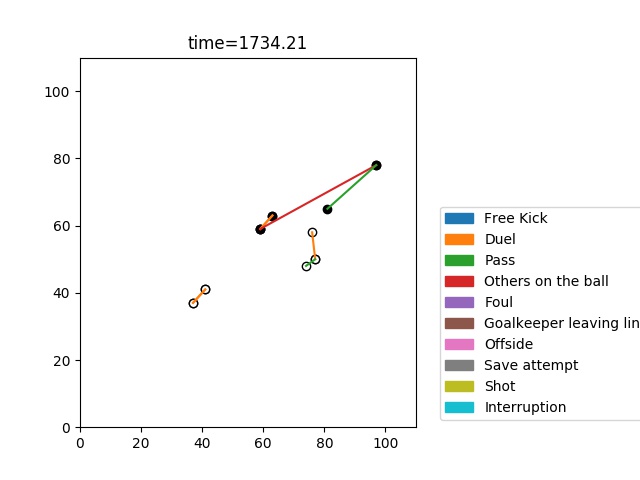 time=1734.21
100
80
60
40
20
0
0 20 40 60 80 100
Free Kick
Duel
Pass
Others on the ball
Foul
Goalkeeper leaving lin
Offside
Save attempt
Shot
Interruption